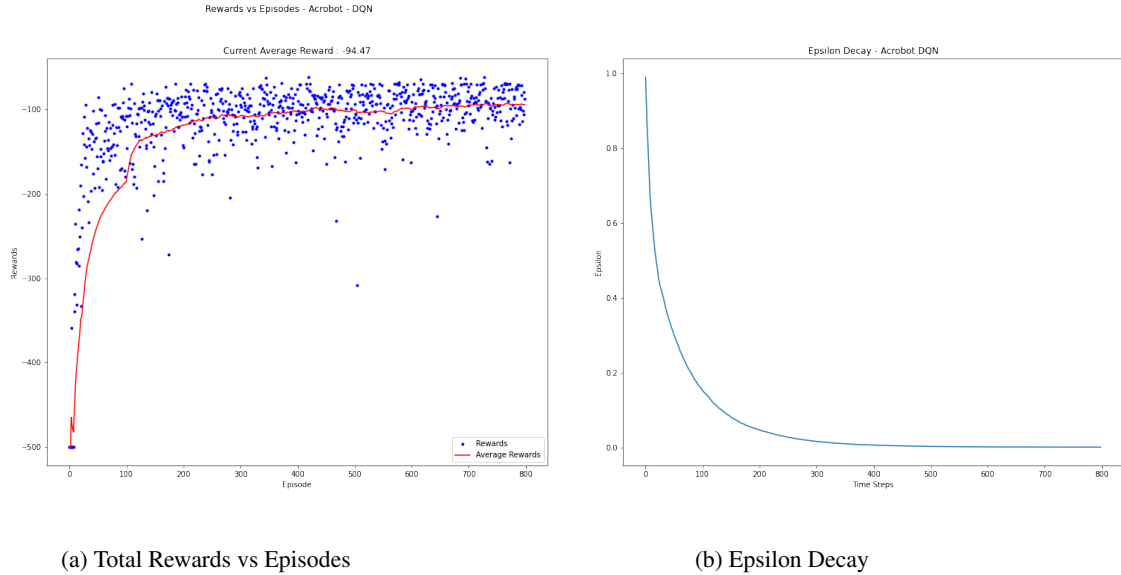 Rewards vs Episodes - Acrobot - DQN
Current Average Reward : -94.47
−100
−200
−300
−400
−500
Rewards
0
100
200
300
400
500
600
700
800
Episode
Rewards
Average Rewards
(a) Total Rewards vs Episodes
Epsilon Decay - Acrobot DQN
1.0
0.8
0.6
0.4
0.2
0.0
Epsilon
0
100
200
300
400
500
600
700
800
Time Steps
(b) Epsilon Decay